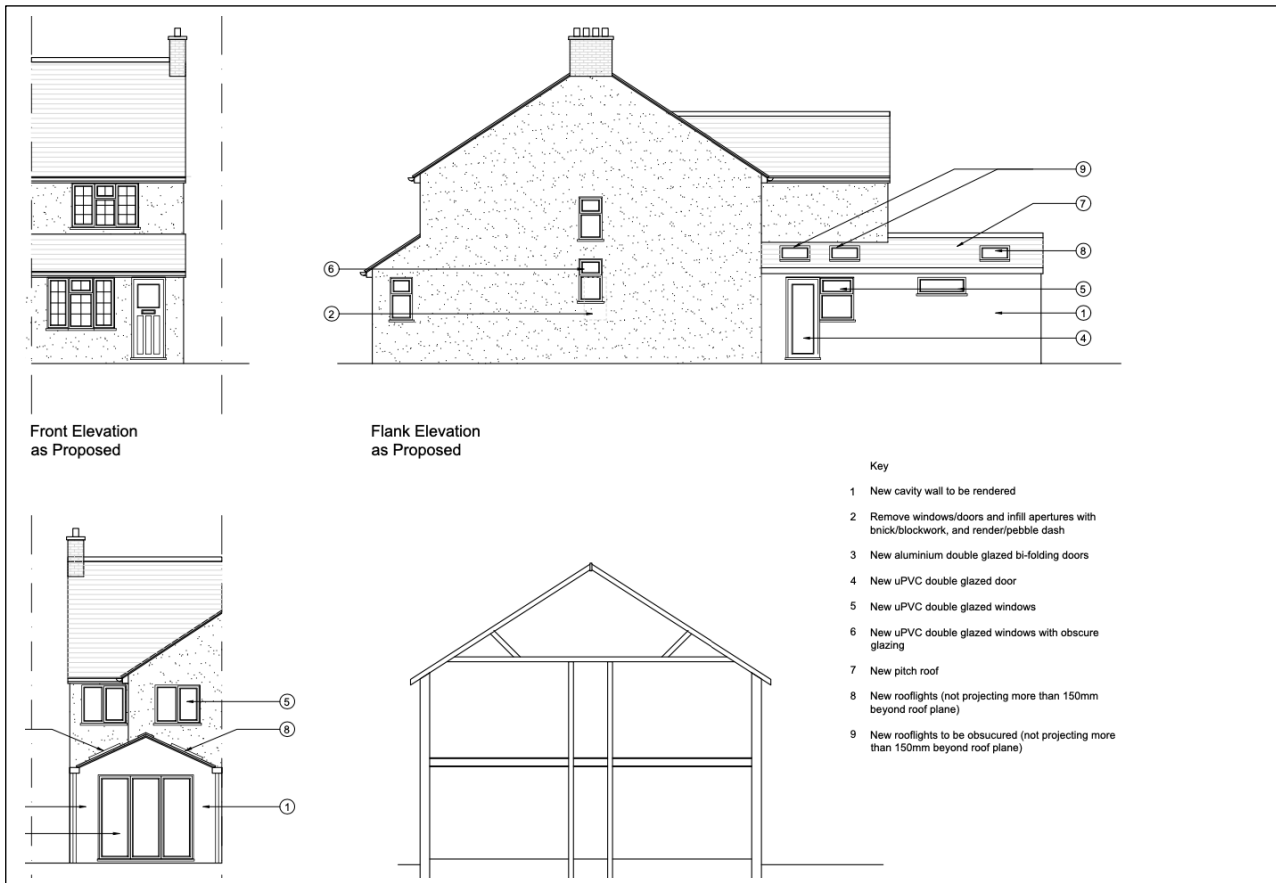 9
7
8
6
5
2
1
4
Front Elevation
as Proposed
Flank Elevation
as Proposed
Key
1 New cavity wall to be rendered
2 Remove windows/doors and infill apertures with
bnick/blockwork, and render/pebble dash
3 New aluminium double glazed bi-folding doors
4 New uPVC double glazed door
5 New uPVC double glazed windows
6 New uPVC double glazed windows with obscure
glazing
7 New pitch roof
8 New rooflights (not projecting more than 150mm
beyond roof plane)
9 New rooflights to be obsucured (not projecting more
than 150mm beyond roof plane)
5
8
1